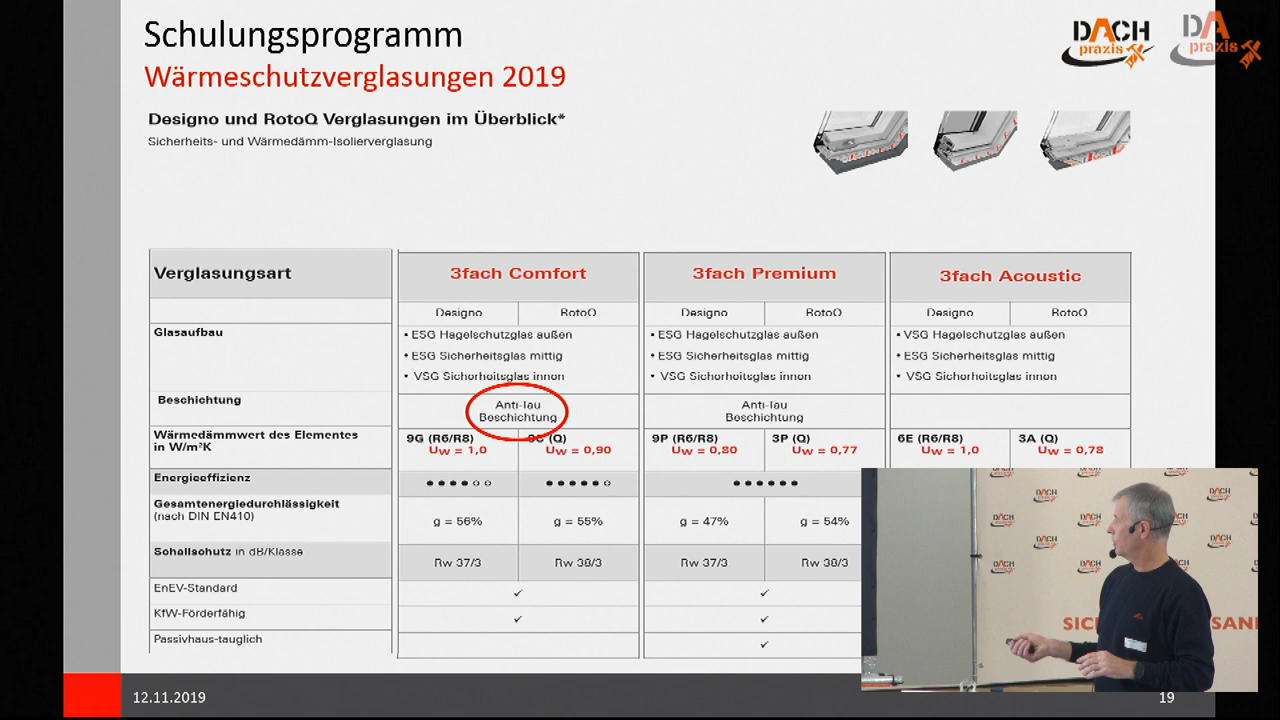 Schulungsprogramm
Wärmeschutzverglasungen 2019
DACH
praxis
DA
praxis
Designo und RotoQ Verglasungen im Überblick*
Sicherheits- und Wärmedämm-Isolierverglasung
Verglasungsart
3fach Comfort
3fach Premium
3fach Acoustic
Designo RotoQ Designo RotoQ Designo RotoQ
Glasaufbau
• ESG Hagelschutzglas außen
• ESG Sicherheitsglas mittig
• VSG Sicherheitsglas innen
• ESG Hagelschutzglas außen
• ESG Sicherheitsglas mittig
• VSG Sicherheitsglas innen
• VSG Hagelschutzglas außen
• ESG Sicherheitsglas mittig
• VSG Sicherheitsglas innen
Beschichtung
Anti-Tau
Beschichtung
Anti-Tau
Beschichtung
Wärmedämmwert des Elementes
in W/m²K
9G (R6/R8)
Uw = 1,0
9C (Q)
Uw = 0,90
9P (R6/R8)
Uw = 0,80
3P (Q)
Uw = 0,77
6E (R6/R8)
Uw = 1,0
3A (Q)
Uw = 0,78
Energieeffizienz
Gesamtenergiedurchlässigkeit
(nach DIN EN410)
g = 56% g = 55% g = 47% g = 54%
Schallschutz in dB/Klasse
Rw 37/3 Rw 38/3 Rw 37/3 Rw 38/3
EnEV-Standard ✓ ✓
KfW-Förderfähig ✓ ✓
Passivhaus-tauglich ✓
12.11.2019
19